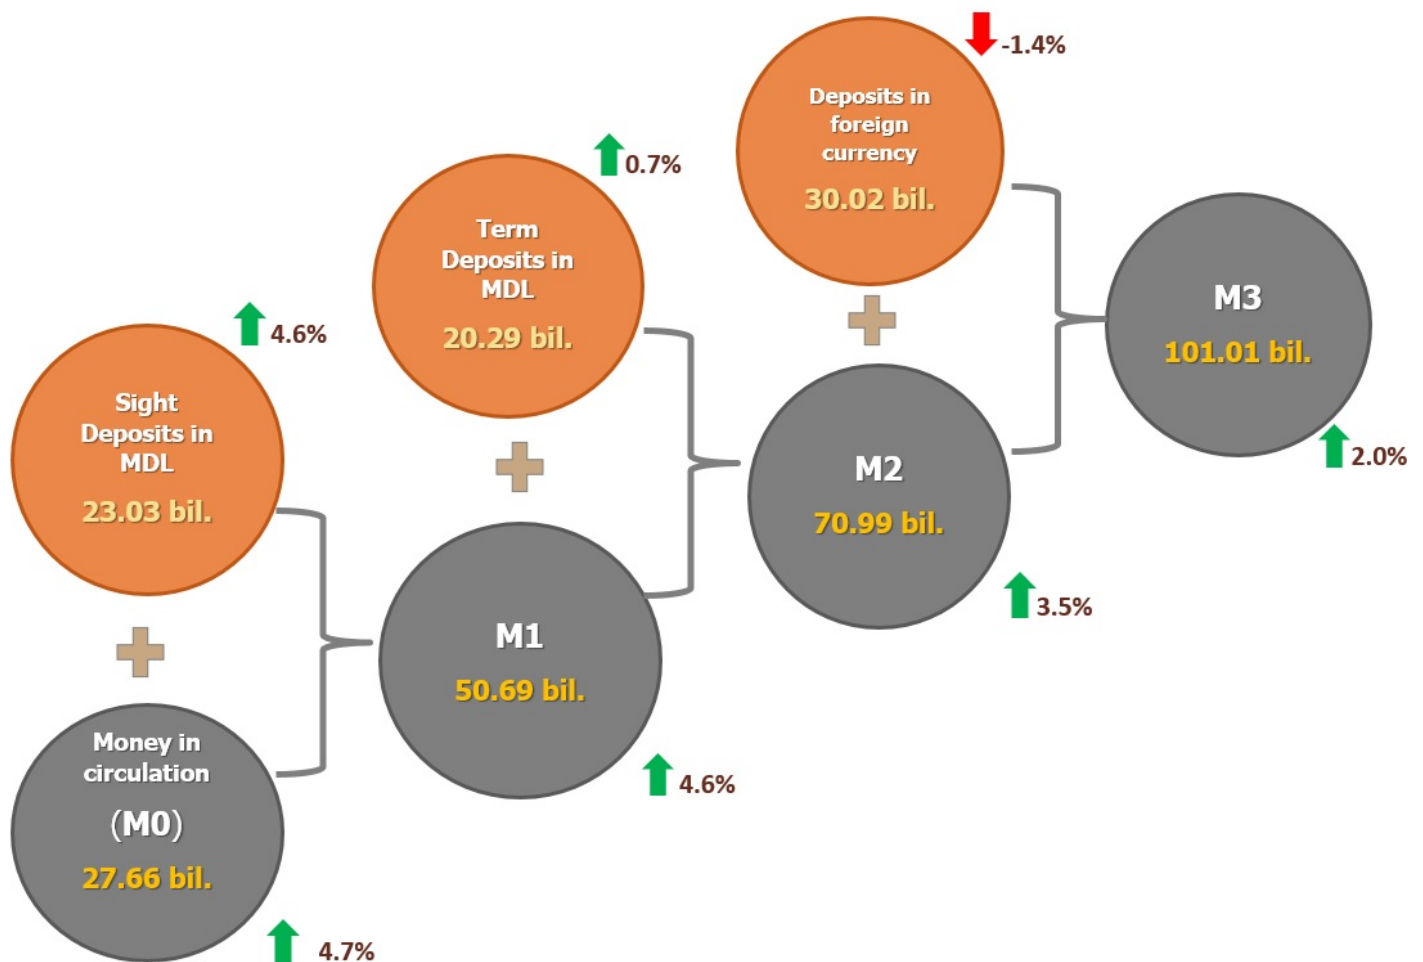 Sight
Deposits in
MDL
23.03 bil.
4.6%
Money in
circulation
(M0)
27.66 bil.
4.7%
Term
Deposits in
MDL
20.29 bil.
0.7%
M1
50.69 bil.
4.6%
Deposits in
foreign
currency
30.02 bil.
-1.4%
M2
70.99 bil.
3.5%
M3
101.01 bil.
2.0%